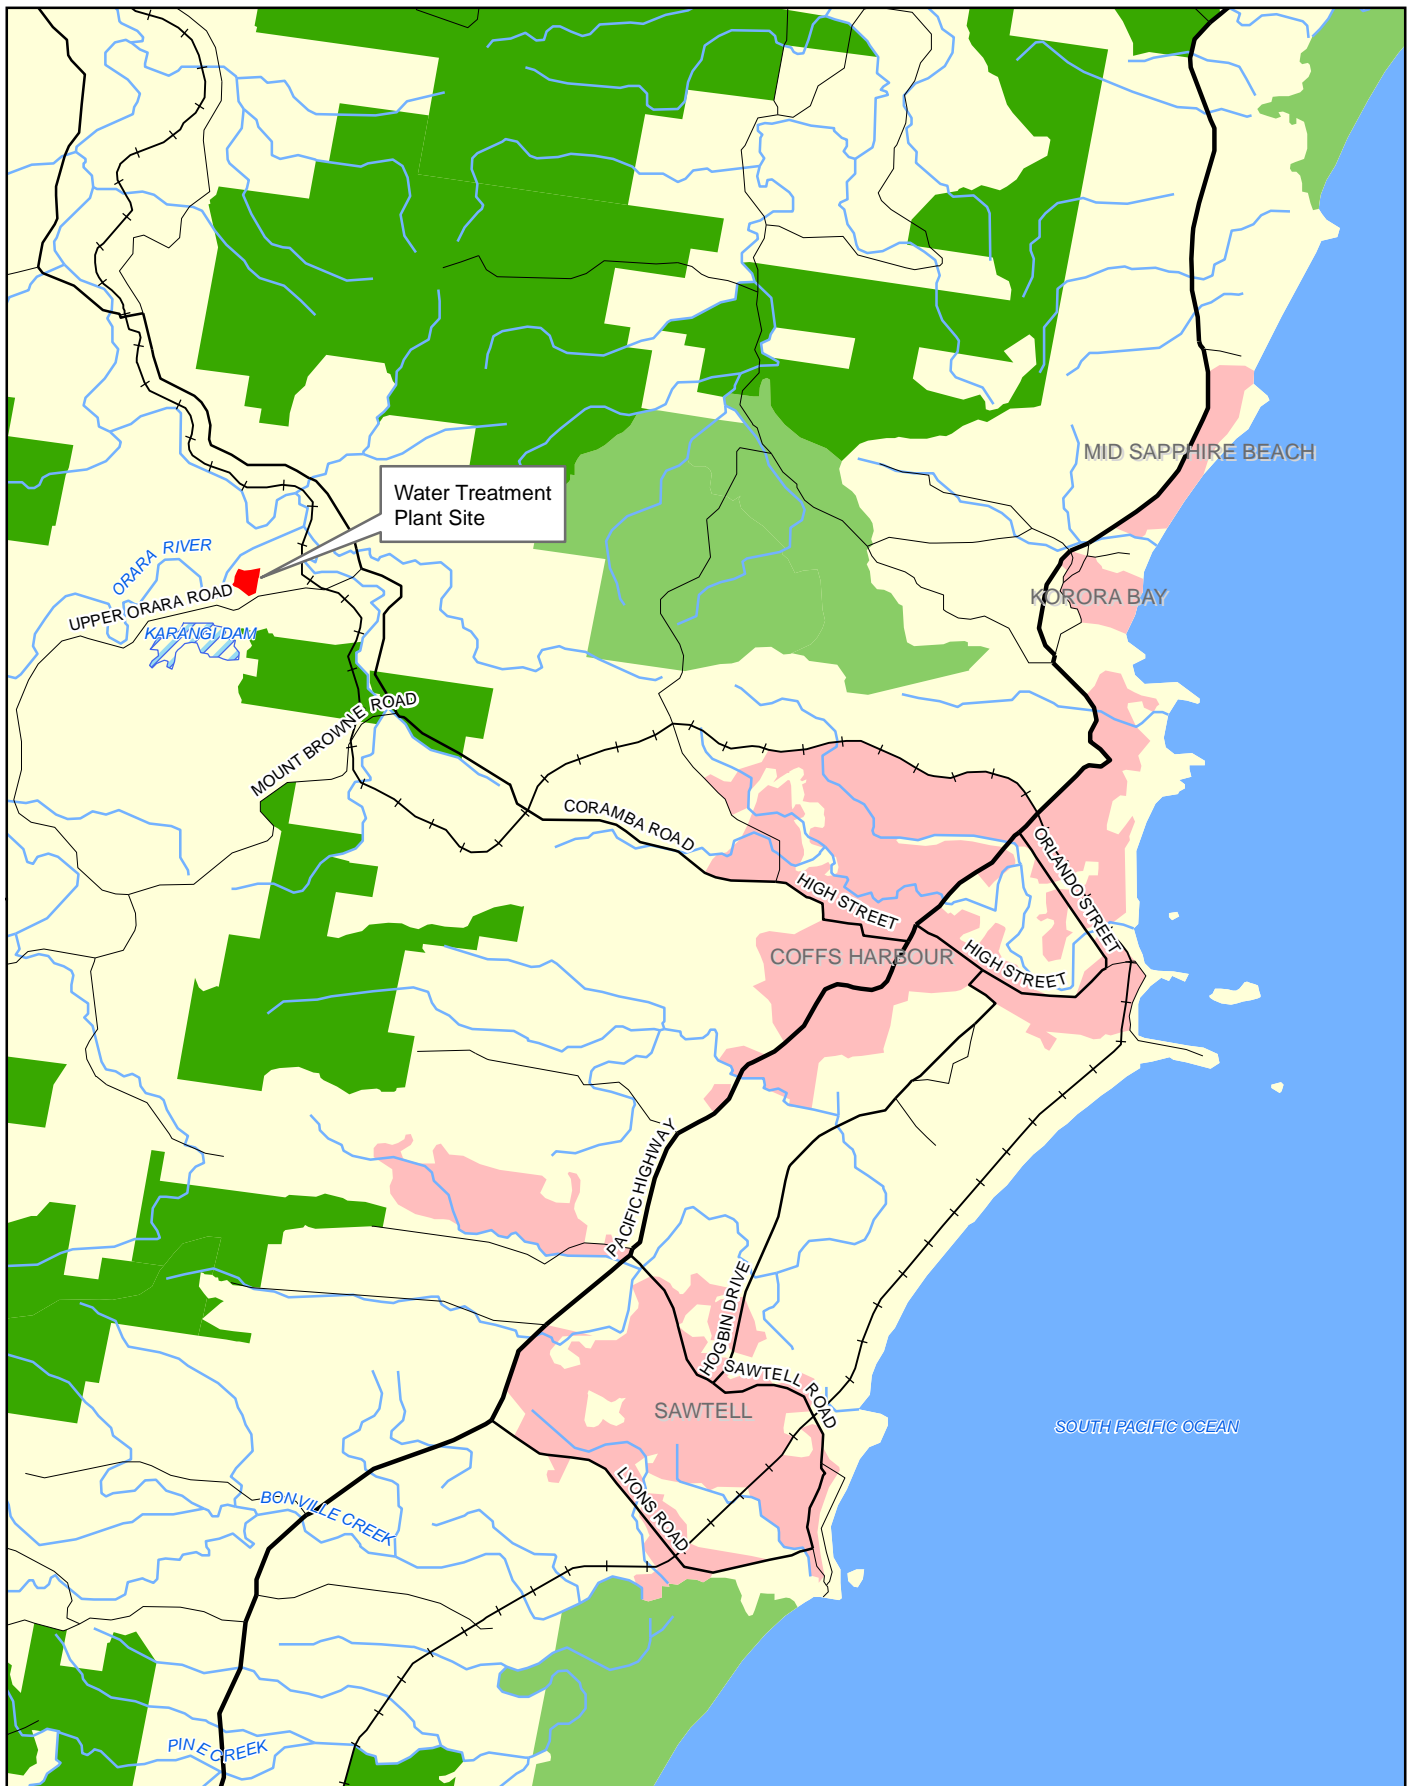 MID SAPPHIRE BEACH
Water Treatment
Plant Site
ORARA RIVER
UPPER ORARA ROAD
KORORA BAY
KARANGI DAM
MOUNT BROWNE ROAD
CORAMBA ROAD
ORLANDO STREET
HIGH STREET
COFFS HARBOUR
HIGH STREET
PACIFIC HIGHWAY
HOGBIN DRIVE
SAWTELL ROAD
SAWTELL
SOUTH PACIFIC OCEAN
LYONS ROAD
BONVILLE CREEK
PINE CREEK